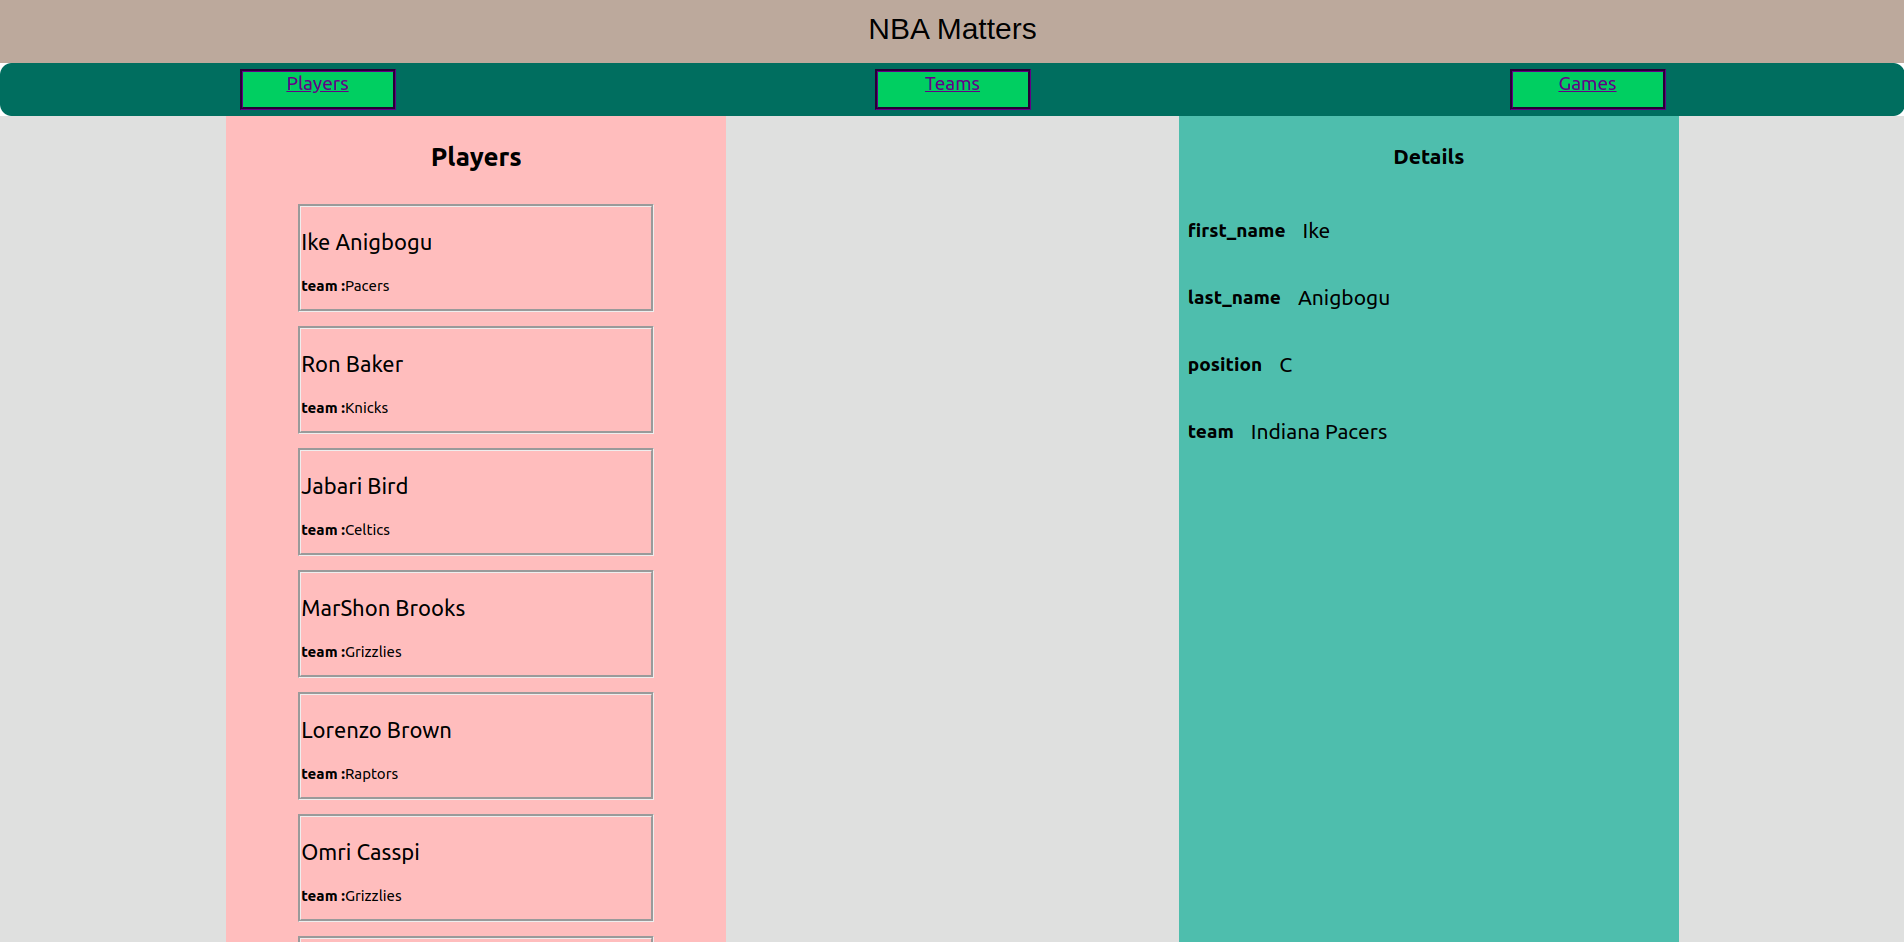 NBA Matters
Players
Teams
Games
Players
Ike Anigbogu
team :Pacers
Ron Baker
team :Knicks
Jabari Bird
team :Celtics
MarShon Brooks
team :Grizzlies
Lorenzo Brown
team :Raptors
Omri Casspi
team :Grizzlies
Details
first_name Ike
last_name Anigbogu
position C
team Indiana Pacers